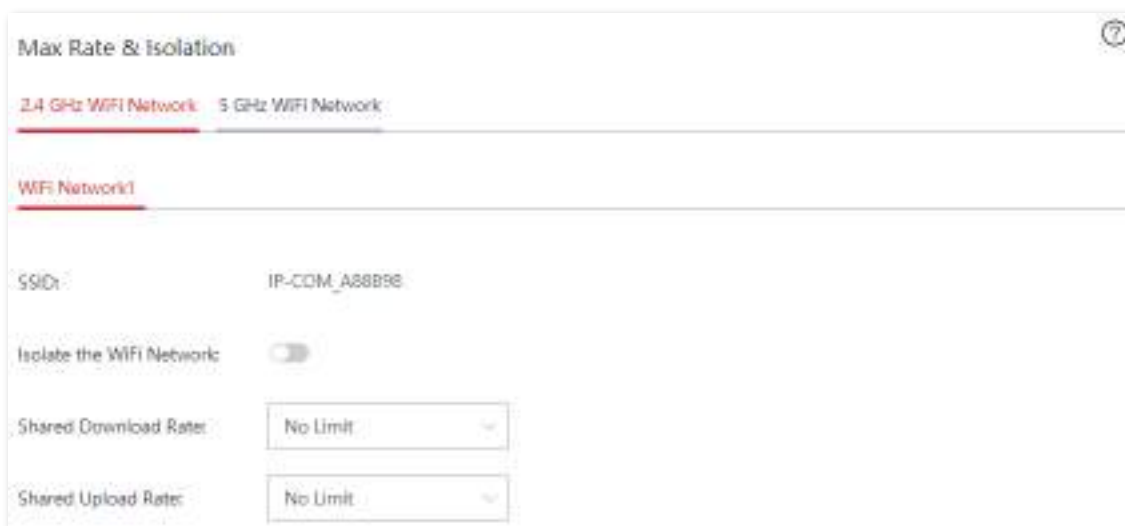 Max Rate & Isolation
2.4 GHz WiFi Network 5 GHz WiFi Network
WiFi Network1
SSID: IP-COM_A88B98
Isolate the WiFi Network:
Shared Download Rate: No Limit
Shared Upload Rate: No Limit